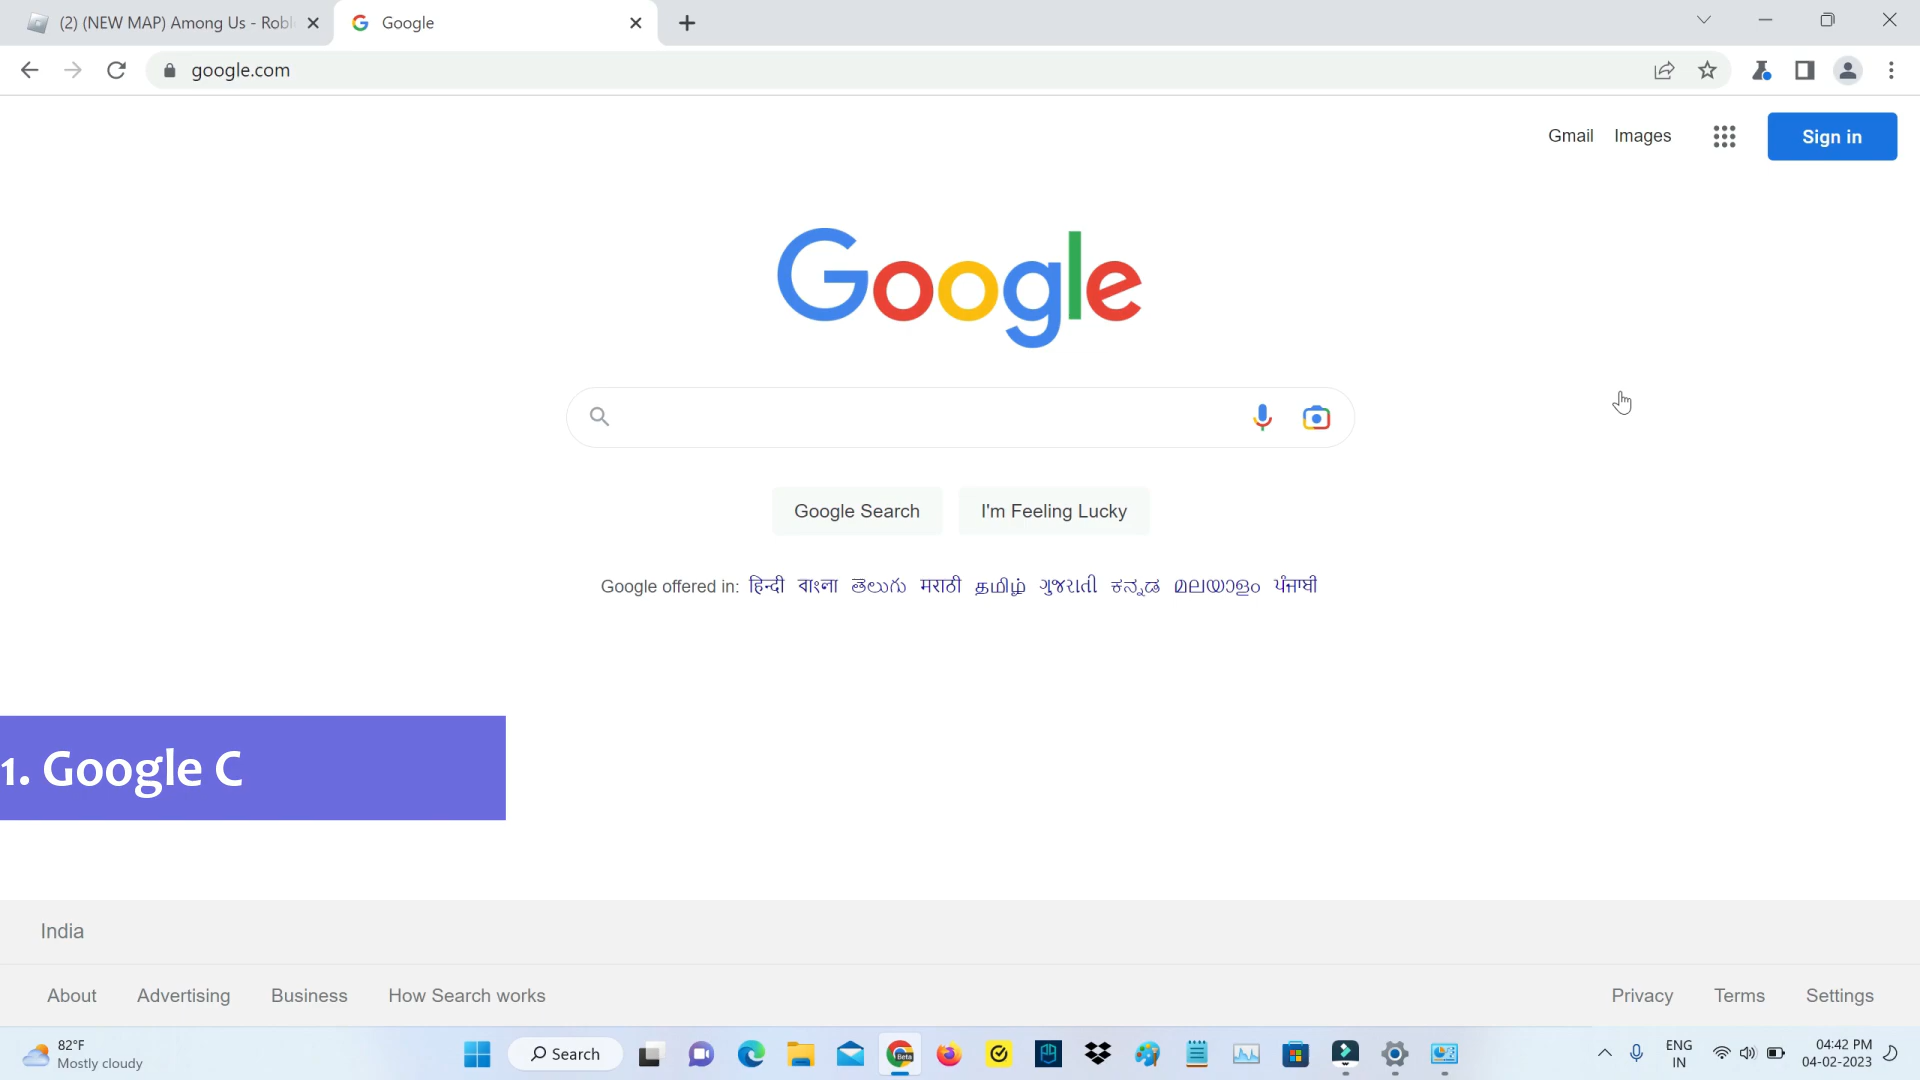 (2) (NEW MAP) Among Us - Robl
Google
google.com
Gmail Images Sign in
Google
Google Search I'm Feeling Lucky
Google offered in: हिन्दी বাংলা తెలుగు मराठी தமிழ் ગુજરાતી ಕನ್ನಡ മലയാളം ਪੰਜਾਬੀ
1. Google C
India
About Advertising Business How Search works Privacy Terms Settings
82°F
Mostly cloudy
Search
Beta
ENG
IN
04:42 PM
04-02-2023